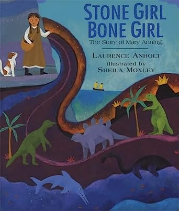 STONE GIRL
BONE GIRL
The Story of Mary Anning
LAURENCE ANHOLT
illustrated by
SHEILA MOXLEY